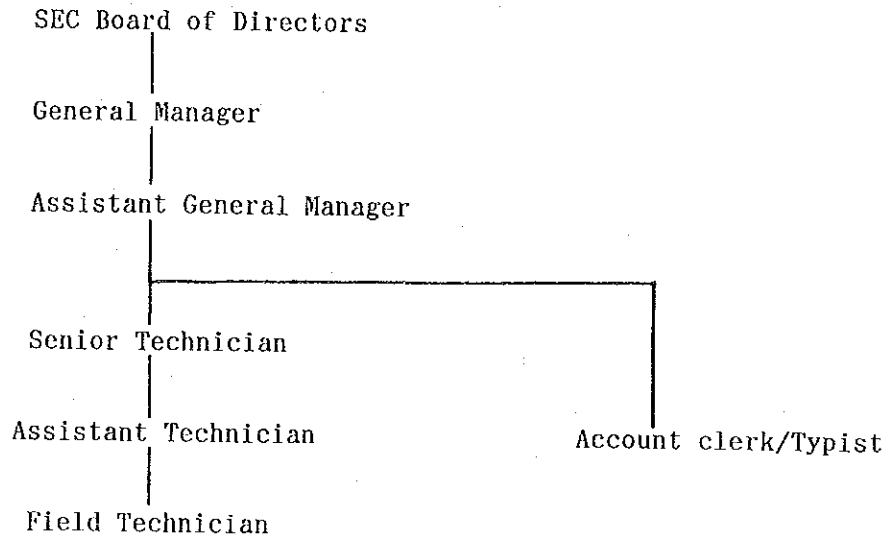 SEC Board of Directors
General Manager
Assistant General Manager
Senior Technician
Assistant Technician
Account clerk/Typist
Field Technician